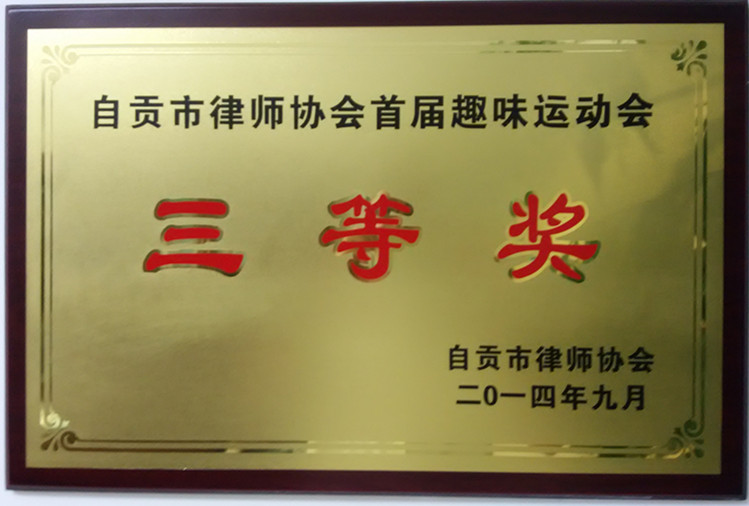 自贡市律师协会首届趣味运动会
三等奖
自贡市律师协会
二0一四年九月